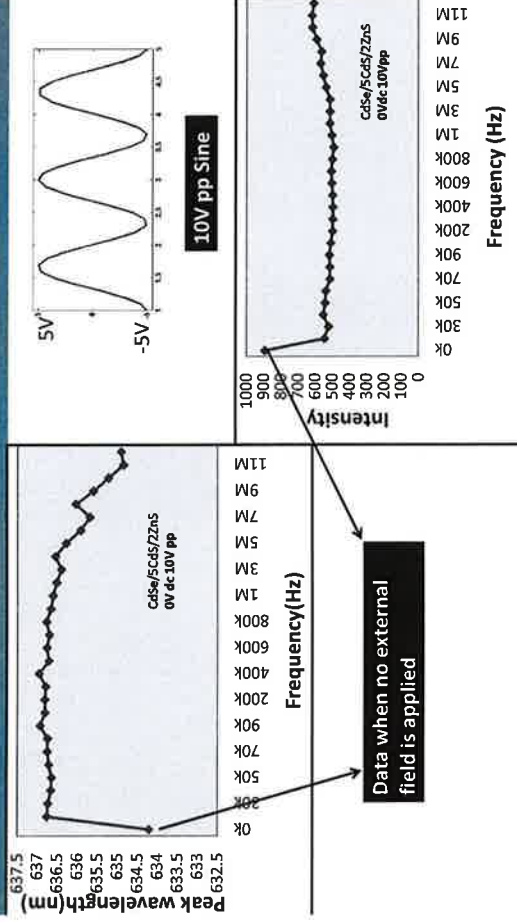 Peak wavelength(nm)
637.5
637
636.5
636
635.5
635
634.5
634
633.5
633
632.5
CdSe/5CdS/2ZnS
0V dc 10V pp
0k
30k
50k
70k
90k
200k
400k
600k
800k
1M
3M
5M
7M
9M
11M
Frequency(Hz)
5V
-5V
10V pp Sine
Data when no external
field is applied
Intensity
1000
900
800
700
600
500
400
300
200
100
0
CdSe/5CdS/2ZnS
0Vdc 10Vpp
0k
30k
50k
70k
90k
200k
400k
600k
800k
1M
3M
5M
7M
9M
11M
Frequency (Hz)